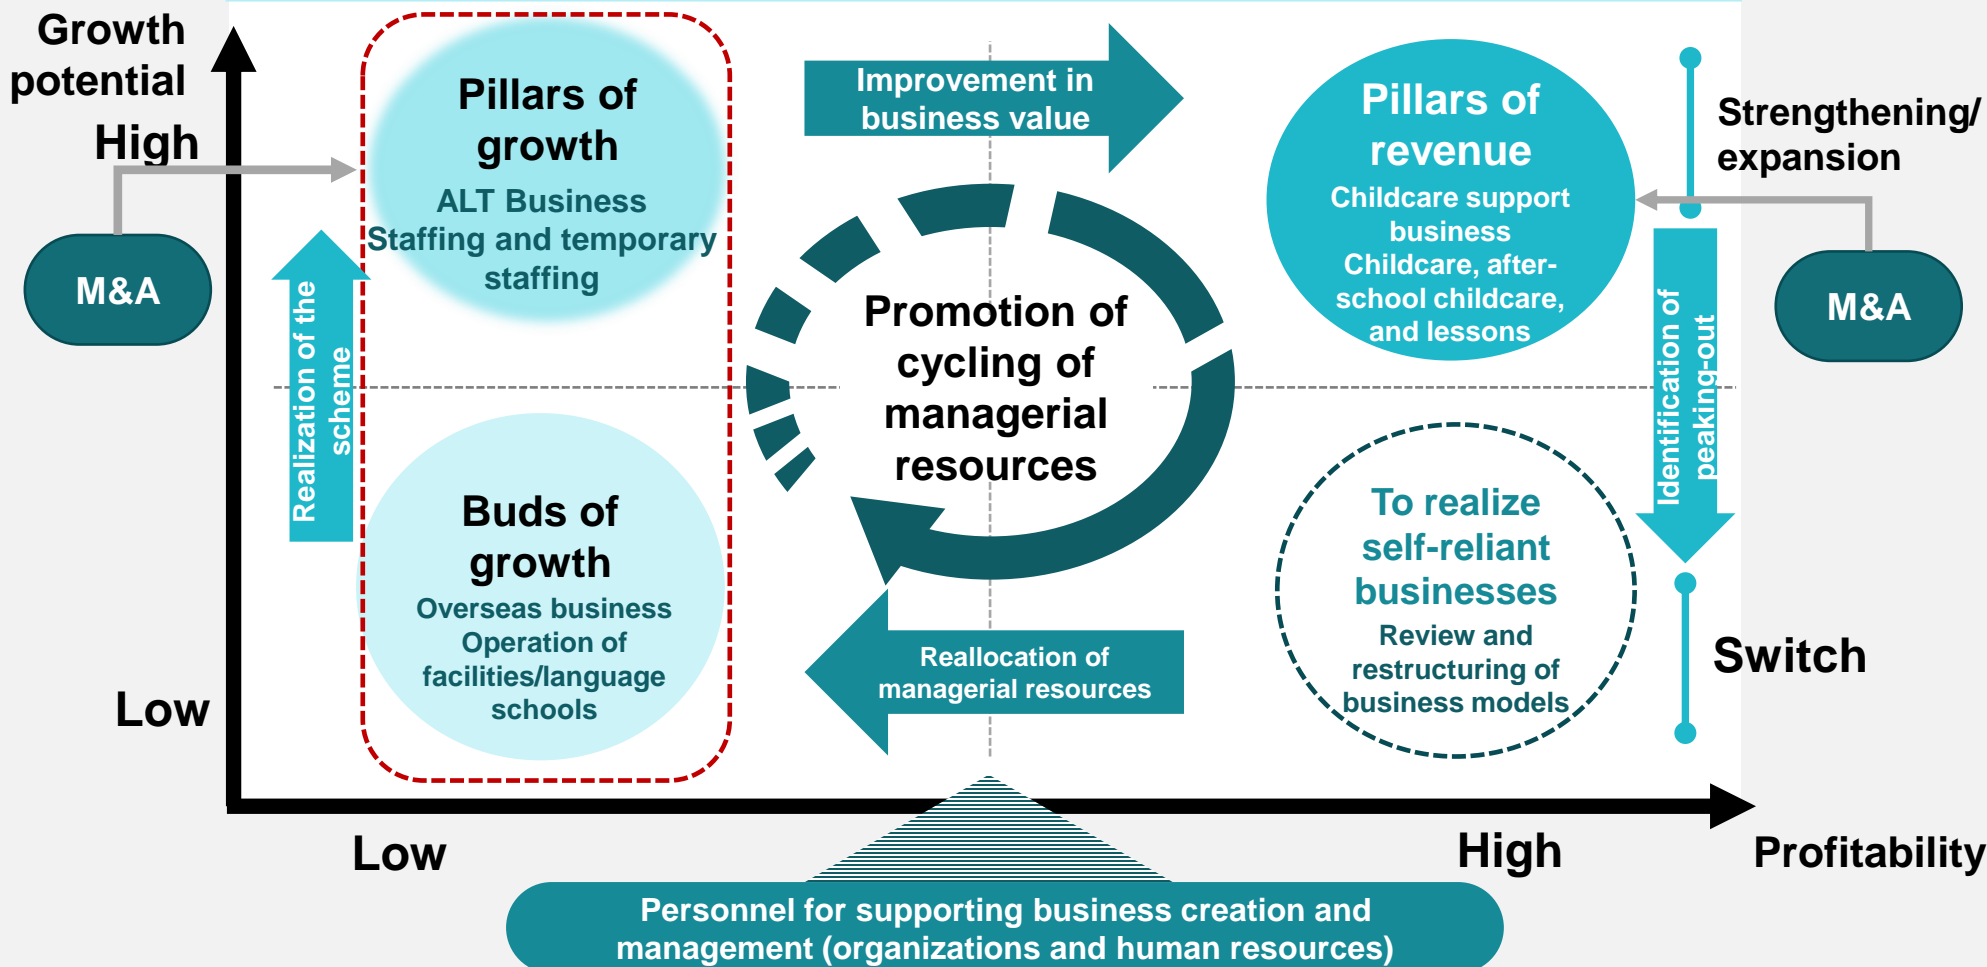 Growth
potential
High
Pillars of
growth
ALT Business
Staffing and temporary
staffing
Improvement in
business value
Pillars of
revenue
Childcare support
business
Childcare, after-
school childcare,
and lessons
Strengthening/
expansion
M&A
M&A
Realization of the
scheme
Promotion of
cycling of
managerial
resources
Identification of
peaking-out
Buds of
growth
Overseas business
Operation of
facilities/language
schools
Reallocation of
managerial resources
To realize
self-reliant
businesses
Review and
restructuring of
business models
Switch
Low
Low
High
Profitability
Personnel for supporting business creation and
management (organizations and human resources)